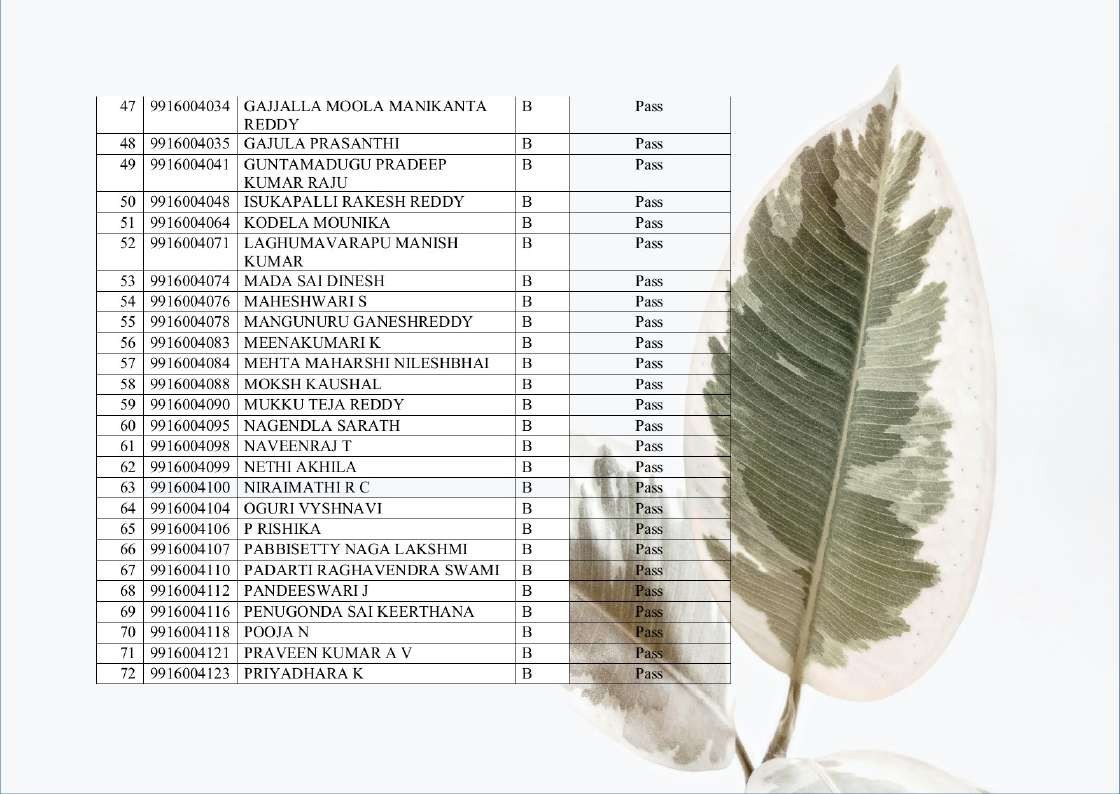 47 9916004034 GAJJALLA MOOLA MANIKANTA B Pass
REDDY
48 9916004035 GAJULA PRASANTHI B Pass
49 9916004041 GUNTAMADUGU PRADEEP B Pass
KUMAR RAJU
50 9916004048 ISUKAPALLI RAKESH REDDY B Pass
51 9916004064 KODELA MOUNIKA B Pass
52 9916004071 LAGHUMAVARAPU MANISH B Pass
KUMAR
53 9916004074 MADA SAI DINESH B Pass
54 9916004076 MAHESHWARI S B Pass
55 9916004078 MANGUNURU GANESHREDDY B Pass
56 9916004083 MEENAKUMARI K B Pass
57 9916004084 MEHTA MAHARSHI NILESHBHAI B Pass
58 9916004088 MOKSH KAUSHAL B Pass
59 9916004090 MUKKU TEJA REDDY B Pass
60 9916004095 NAGENDLA SARATH B Pass
61 9916004098 NAVEENRAJ T B Pass
62 9916004099 NETHI AKHILA B Pass
63 9916004100 NIRAIMATHI R C B Pass
64 9916004104 OGURI VYSHNAVI B Pass
65 9916004106 P RISHIKA B Pass
66 9916004107 PABBISETTY NAGA LAKSHMI B Pass
67 9916004110 PADARTI RAGHAVENDRA SWAMI B Pass
68 9916004112 PANDEESWARI J B Pass
69 9916004116 PENUGONDA SAI KEERTHANA B Pass
70 9916004118 POOJA N B Pass
71 9916004121 PRAVEEN KUMAR A V B Pass
72 9916004123 PRIYADHARA K B Pass